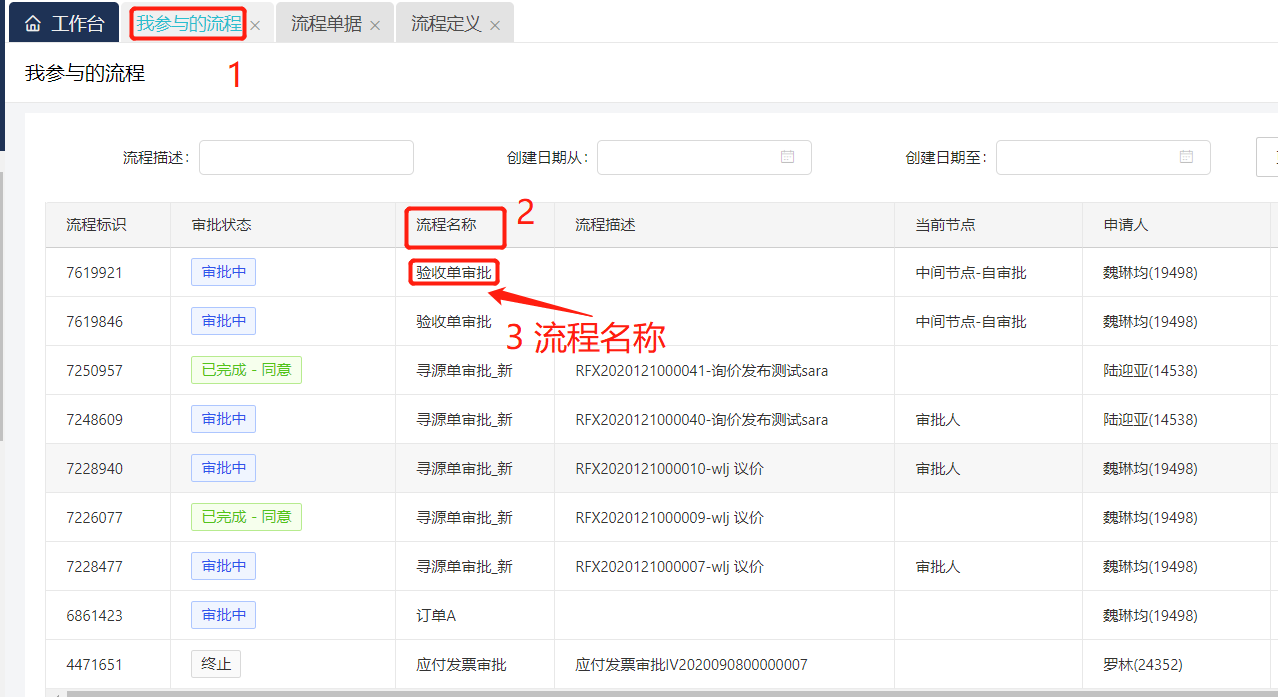 工作台 我参与的流程 × 流程单据 × 流程定义 ×
我参与的流程 1
流程描述: 创建日期从: 创建日期至:
流程标识 审批状态 流程名称 2 流程描述 当前节点 申请人
7619921 审批中 验收单审批 中间节点-自审批 魏琳均(19498)
7619846 审批中 验收单审批 中间节点-自审批 魏琳均(19498)
3 流程名称
7250957 已完成 - 同意 寻源单审批_新 RFX2020121000041-询价发布测试sara 陆迎亚(14538)
7248609 审批中 寻源单审批_新 RFX2020121000040-询价发布测试sara 审批人 陆迎亚(14538)
7228940 审批中 寻源单审批_新 RFX2020121000010-wlj 议价 审批人 魏琳均(19498)
7226077 已完成 - 同意 寻源单审批_新 RFX2020121000009-wlj 议价 魏琳均(19498)
7228477 审批中 寻源单审批_新 RFX2020121000007-wlj 议价 审批人 魏琳均(19498)
6861423 审批中 订单A 魏琳均(19498)
4471651 终止 应付发票审批 应付发票审批IV2020090800000007 罗林(24352)